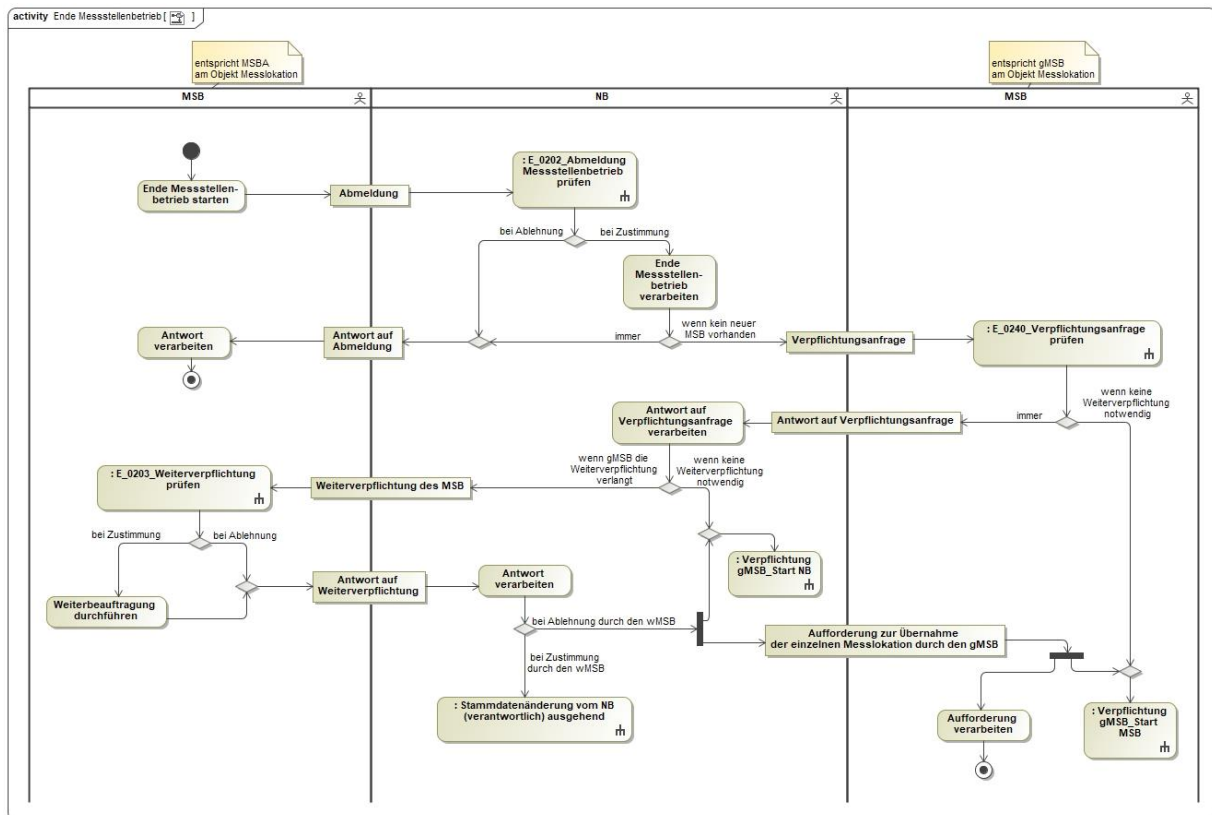 activity Ende Messstellenbetrieb [ ]
entspricht MSBA
am Objekt Messlokation
entspricht gMSB
am Objekt Messlokation
MSB
NB
MSB
Ende Messstellen-
betrieb starten
Abmeldung
: E_0202_Abmeldung
Messstellenbetrieb
prüfen
bei Ablehnung
bei Zustimmung
Ende
Messstellen-
betrieb
verarbeiten
Antwort
verarbeiten
Antwort auf
Abmeldung
immer
wenn kein neuer
MSB vorhanden
Verpflichtungsanfrage
: E_0240_Verpflichtungsanfrage
prüfen
wenn keine
Weiterverpflichtung
notwendig
immer
Antwort auf Verpflichtungsanfrage
Antwort auf
Verpflichtungsanfrage
verarbeiten
wenn gMSB die
Weiterverpflichtung
verlangt
wenn keine
Weiterverpflichtung
notwendig
Weiterverpflichtung des MSB
: E_0203_Weiterverpflichtung
prüfen
bei Zustimmung
bei Ablehnung
: Verpflichtung
gMSB_Start NB
Weiterbeauftragung
durchführen
Antwort auf
Weiterverpflichtung
Antwort
verarbeiten
bei Ablehnung durch den wMSB
Aufforderung zur Übernahme
der einzelnen Messlokation durch den gMSB
bei Zustimmung
durch den wMSB
: Stammdatenänderung vom NB
(verantwortlich) ausgehend
Aufforderung
verarbeiten
: Verpflichtung
gMSB_Start
MSB